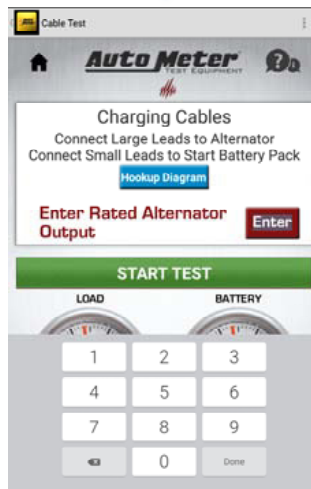 Cable Test
Auto Meter
TEST EQUIPMENT
Charging Cables
Connect Large Leads to Alternator
Connect Small Leads to Start Battery Pack
Hookup Diagram
Enter Rated Alternator
Output
Enter
START TEST
LOAD
BATTERY
1 2 3
4 5 6
7 8 9
0 Done